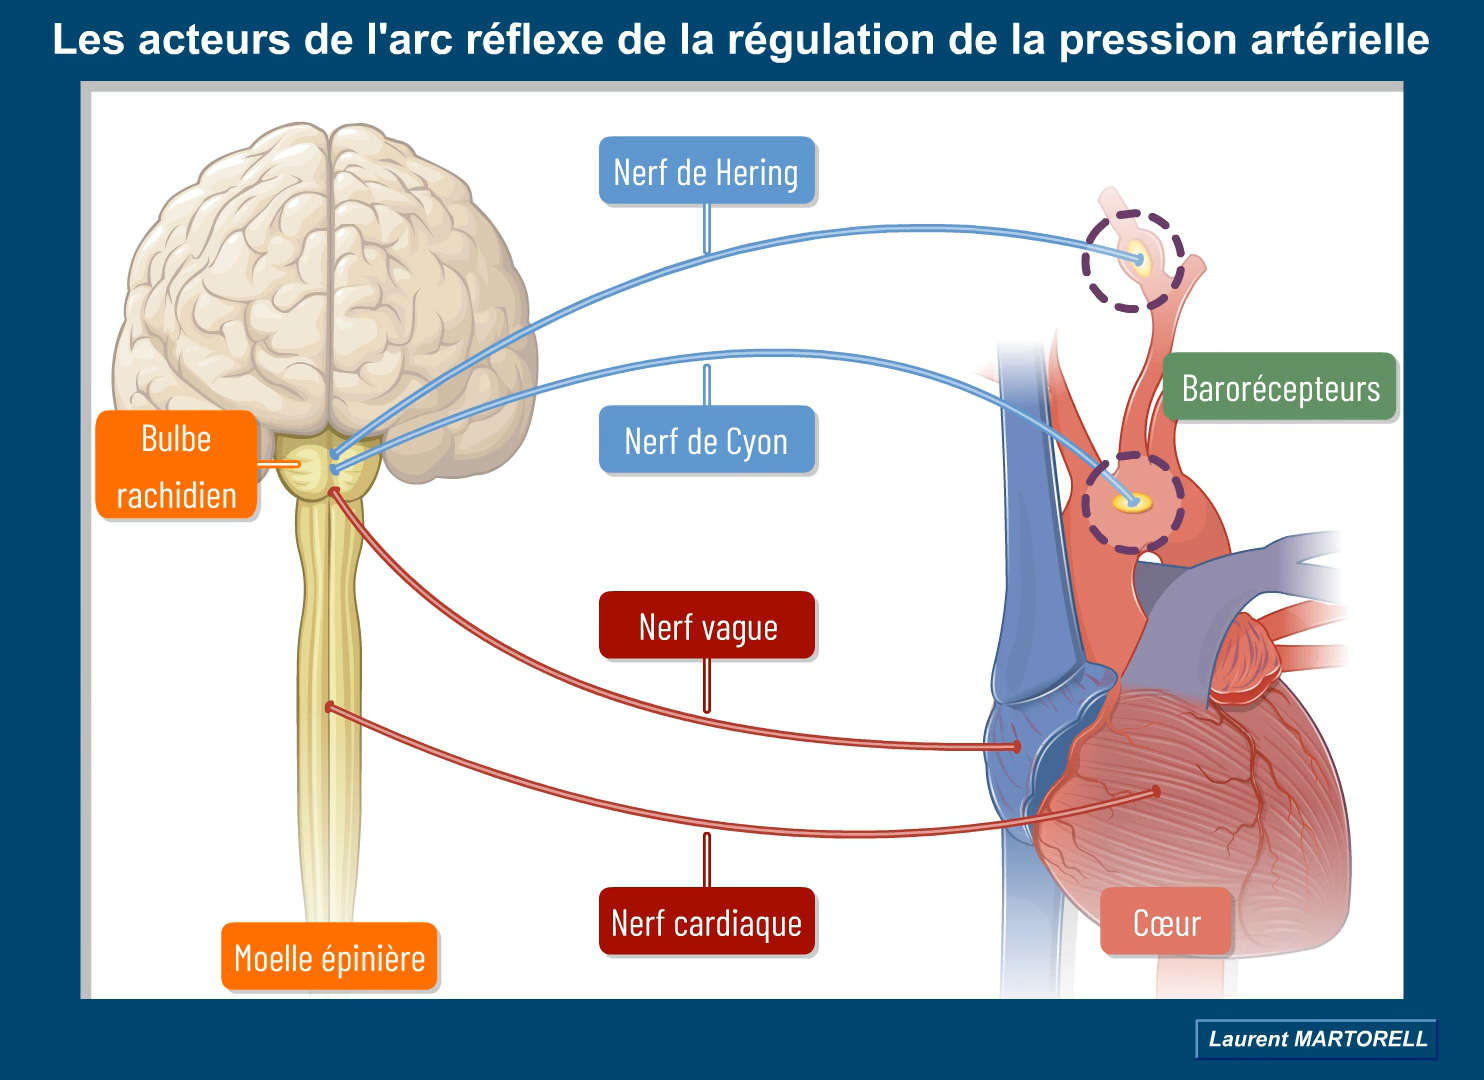 Les acteurs de l'arc réflexe de la régulation de la pression artérielle
Nerf de Hering
Barorécepteurs
Nerf de Cyon
Bulbe
rachidien
Nerf vague
Nerf cardiaque
Cœur
Moelle épinière
Laurent MARTORELL